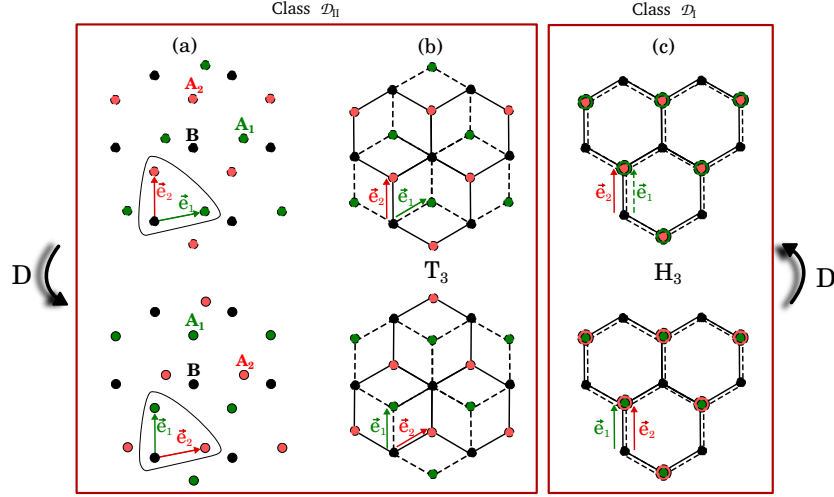 Class 𝒟_II
Class 𝒟_I
(a)
(b)
(c)
A₂
A₁
B
e⃗₂
e⃗₁
e⃗₂
e⃗₁
e⃗₂
e⃗₁
D
T₃
H₃
D
A₁
A₂
B
e⃗₁
e⃗₂
e⃗₁
e⃗₂
e⃗₁
e⃗₂